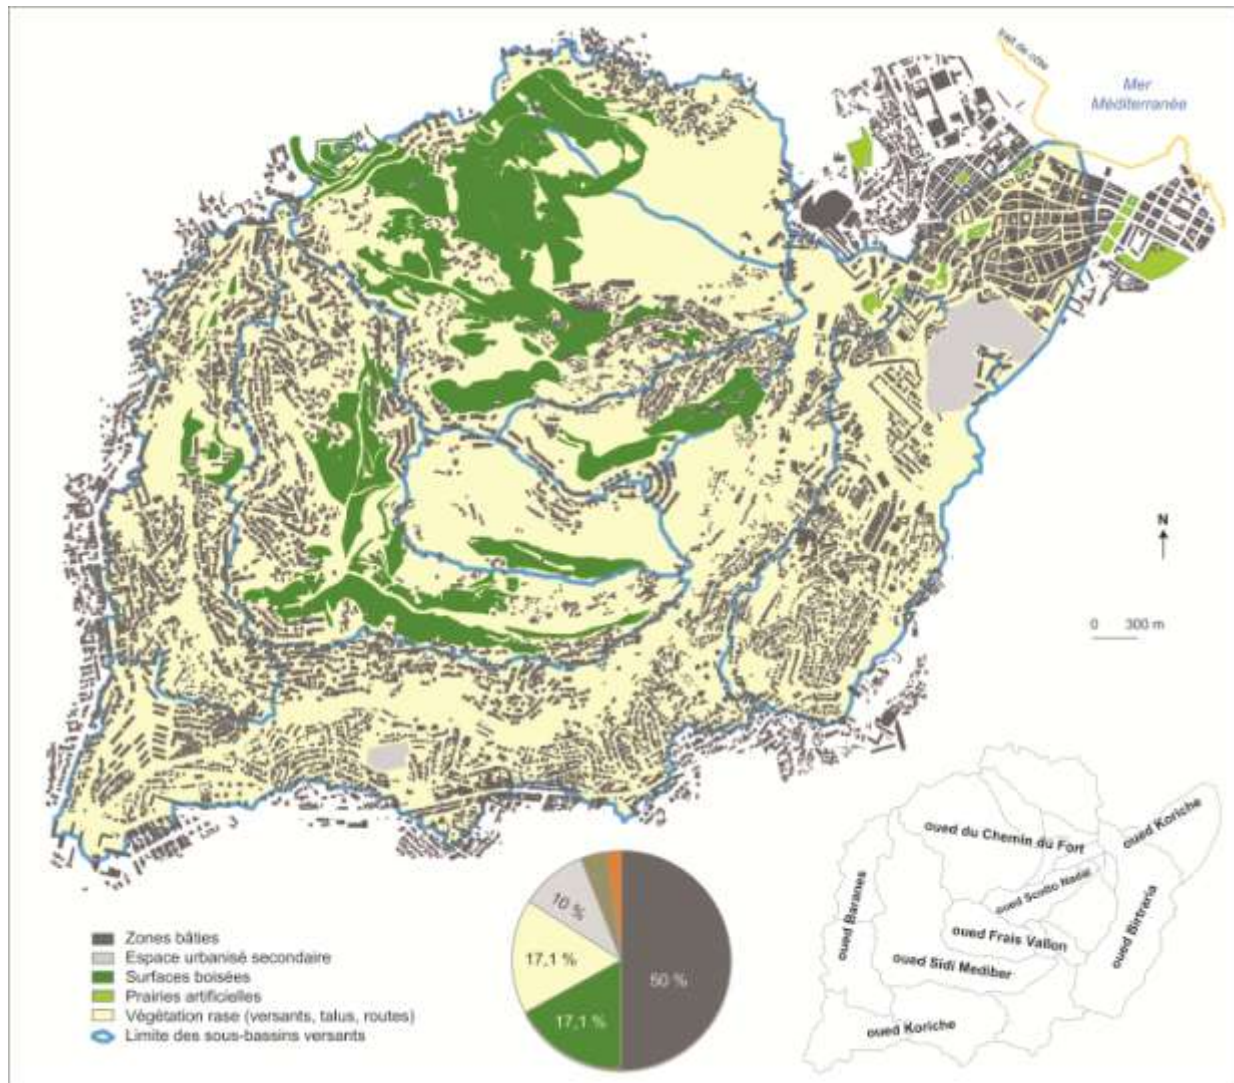 trait de côte
Mer
Méditerranée
N
0 300 m
Zones bâties
Espace urbanisé secondaire
Surfaces boisées
Prairies artificielles
Végétation rase (versants, talus, routes)
Limite des sous-bassins versants
10 %
17,1 %
17,1 %
50 %
oued du Chemin du Fort
oued Koriche
oued Scotto Nadal
oued Baranes
oued Birtraria
oued Frais Vallon
oued Sidi Mediber
oued Koriche